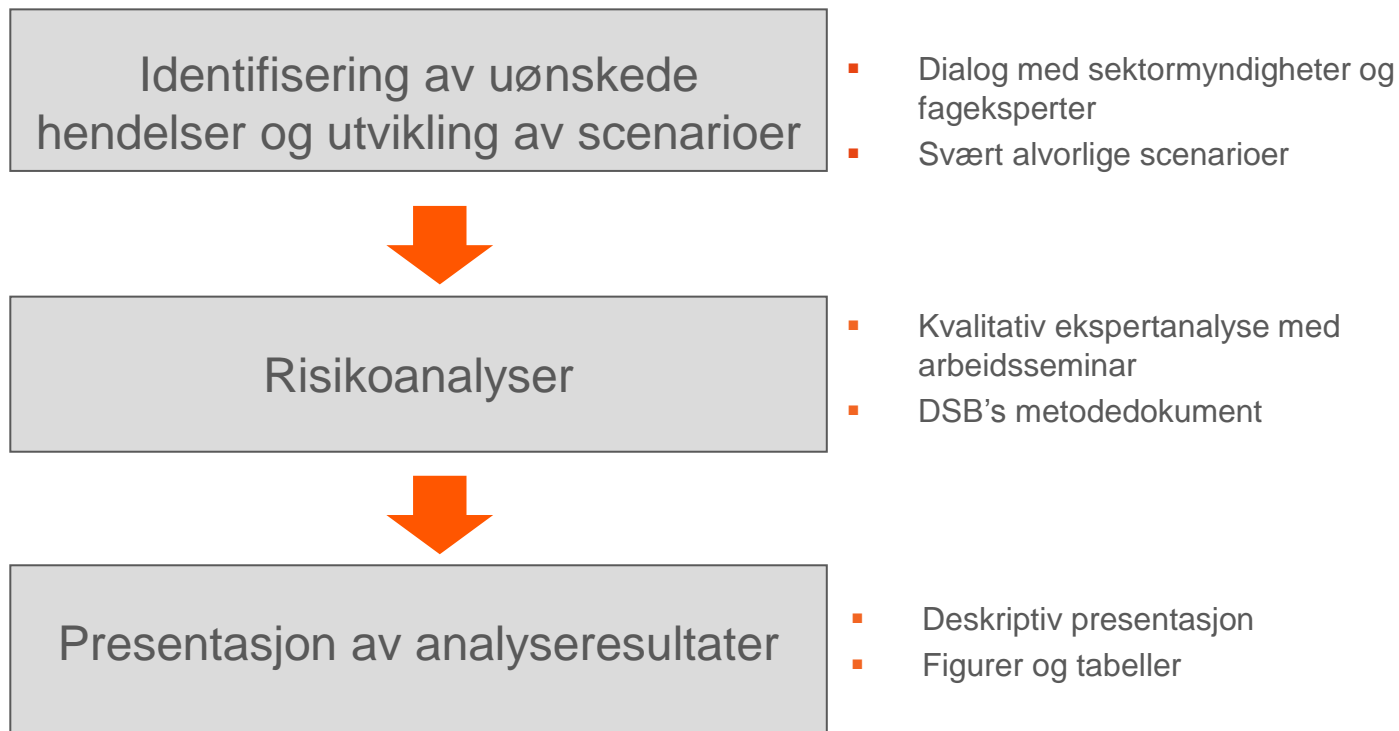 Identifisering av uønskede
hendelser og utvikling av scenarioer
▪ Dialog med sektormyndigheter og
fageksperter
▪ Svært alvorlige scenarioer
Risikoanalyser
▪ Kvalitativ ekspertanalyse med
arbeidsseminar
▪ DSB’s metodedokument
Presentasjon av analyseresultater
▪ Deskriptiv presentasjon
▪ Figurer og tabeller